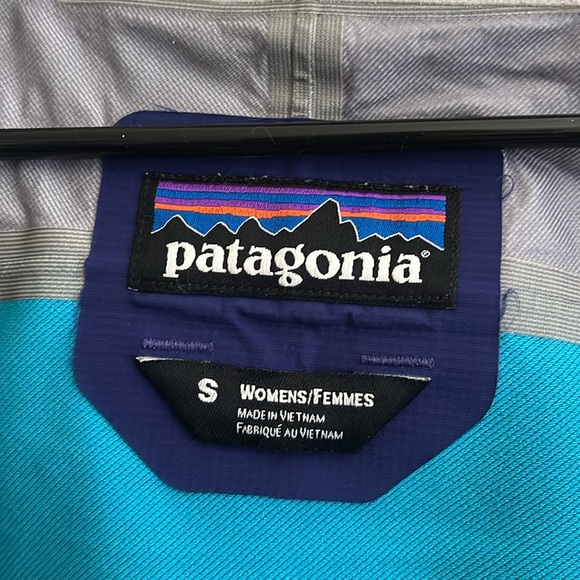 patagonia®
S WOMENS/FEMMES
MADE IN VIETNAM
FABRIQUÉ AU VIETNAM